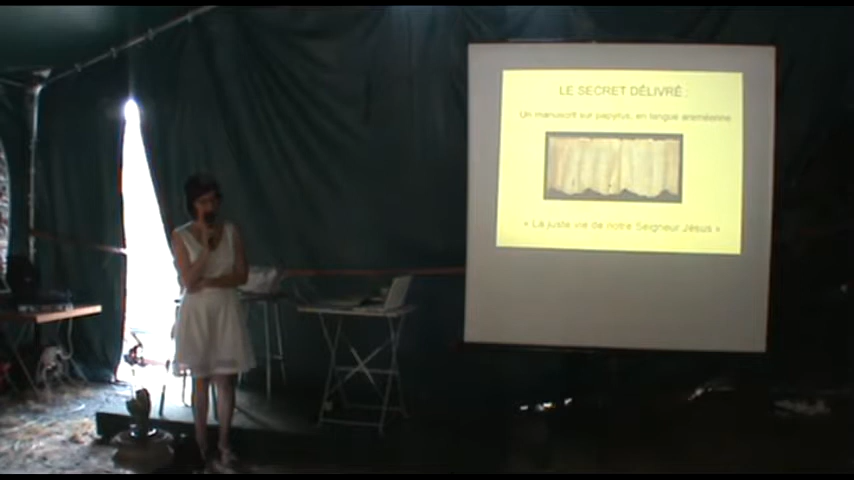 LE SECRET DÉLIVRÉ :
Un manuscrit sur papyrus, en langue araméenne
« La juste vie de notre Seigneur Jésus »